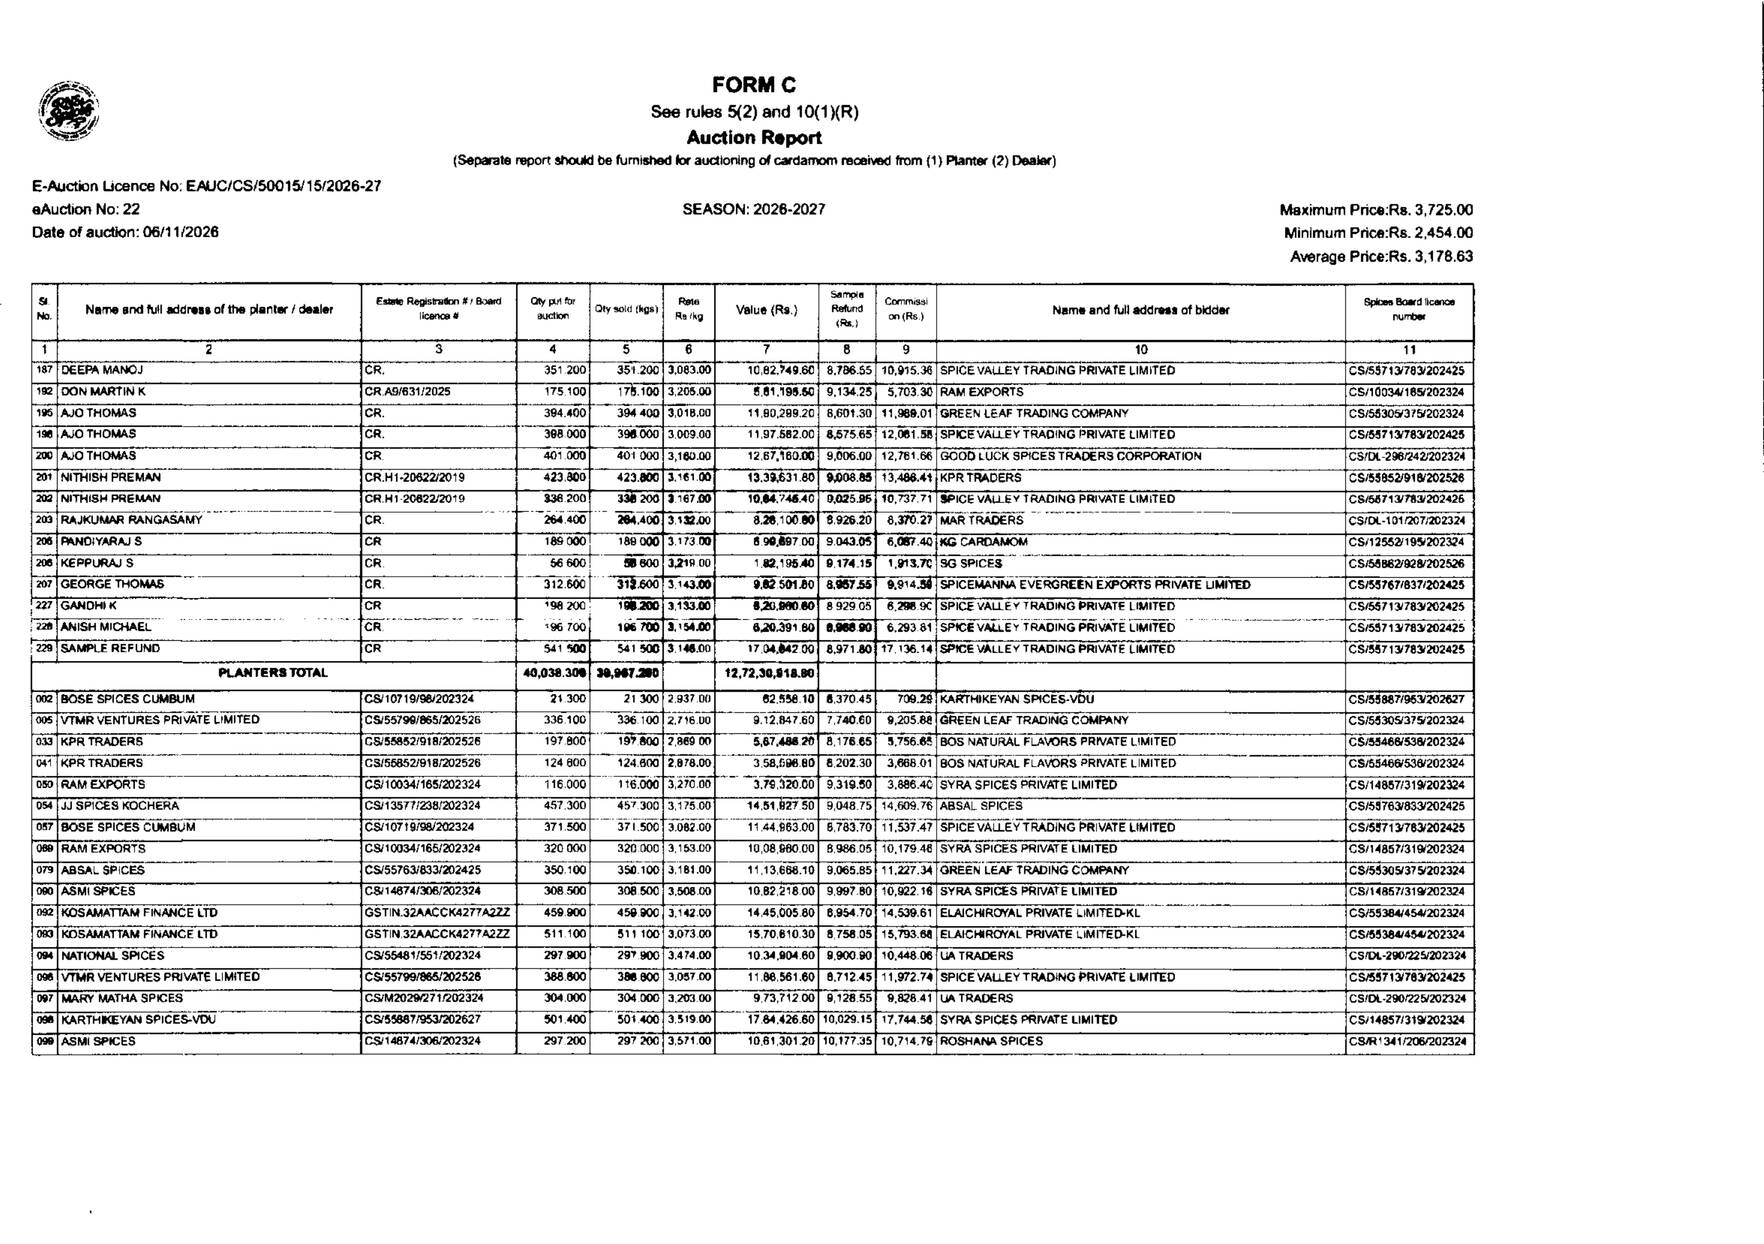 FORM C
See rules 5(2) and 10(1)(R)
Auction Report
(Separate report should be furnished for auctioning of cardamom received from (1) Planter (2) Dealer)
E-Auction Licence No: EAUC/CS/50015/15/2026-27
eAuction No: 22 SEASON: 2026-2027 Maximum Price:Rs. 3,725.00
Date of auction: 06/11/2026 Minimum Price:Rs. 2,454.00
Average Price:Rs. 3,178.63
Sl. No. Name and full address of the planter / dealer Estate Registration # / Board licence # Qty put for auction Qty sold (kgs) Rate Rs /kg Value (Rs.) Sample Refund (Rs.) Commissi on (Rs.) Name and full address of bidder Spices Board licence number
1 2 3 4 5 6 7 8 9 10 11
187 DEEPA MANOJ CR. 351.200 351.200 3,083.00 10,82,749.60 8,786.55 10,915.36 SPICE VALLEY TRADING PRIVATE LIMITED CS/55713/783/202425
192 DON MARTIN K CR.A9/631/2025 175.100 175.100 3,205.00 5,61,195.50 9,134.25 5,703.30 RAM EXPORTS CS/10034/165/202324
195 AJO THOMAS CR. 394.400 394.400 3,018.00 11,90,299.20 8,601.30 11,989.01 GREEN LEAF TRADING COMPANY CS/55305/375/202324
198 AJO THOMAS CR. 398.000 398.000 3,009.00 11,97,582.00 8,575.65 12,061.58 SPICE VALLEY TRADING PRIVATE LIMITED CS/55713/783/202425
200 AJO THOMAS CR. 401.000 401.000 3,160.00 12,67,160.00 9,006.00 12,761.66 GOOD LUCK SPICES TRADERS CORPORATION CS/DL-296/242/202324
201 NITHISH PREMAN CR.H1-20622/2019 423.800 423.800 3,161.00 13,39,631.80 9,008.85 13,486.41 KPR TRADERS CS/55852/918/202526
202 NITHISH PREMAN CR.H1-20622/2019 336.200 336.200 3,167.00 10,64,745.40 9,025.95 10,737.71 SPICE VALLEY TRADING PRIVATE LIMITED CS/55713/783/202425
203 RAJKUMAR RANGASAMY CR. 264.400 264.400 3,132.00 8,28,100.80 8,926.20 8,370.27 MAR TRADERS CS/DL-101/207/202324
205 PANDIYARAJ S CR 189.000 189.000 3,173.00 5,99,697.00 9,043.05 6,087.40 KG CARDAMOM CS/12552/195/202324
206 KEPPURAJ S CR. 56.600 56.600 3,219.00 1,82,195.40 9,174.15 1,913.70 SG SPICES CS/55862/928/202526
207 GEORGE THOMAS CR. 312.600 312.600 3,143.00 9,82,501.80 8,957.55 9,914.59 SPICEMANNA EVERGREEN EXPORTS PRIVATE LIMITED CS/55767/837/202425
227 GANDHI K CR 198.200 198.200 3,133.00 6,20,960.60 8,929.05 6,298.90 SPICE VALLEY TRADING PRIVATE LIMITED CS/55713/783/202425
228 ANISH MICHAEL CR. 196.700 196.700 3,154.00 6,20,391.80 8,988.90 6,293.81 SPICE VALLEY TRADING PRIVATE LIMITED CS/55713/783/202425
229 SAMPLE REFUND CR 541.500 541.500 3,148.00 17,04,642.00 8,971.80 17,136.14 SPICE VALLEY TRADING PRIVATE LIMITED CS/55713/783/202425
PLANTERS TOTAL 12,72,30,918.80
002 BOSE SPICES CUMBUM CS/10719/98/202324 21.300 21.300 2,937.00 62,558.10 8,370.45 709.29 KARTHIKEYAN SPICES-VDU CS/55887/953/202627
005 VTMR VENTURES PRIVATE LIMITED CS/55799/865/202526 336.100 336.100 2,716.00 9,12,847.60 7,740.60 9,205.88 GREEN LEAF TRADING COMPANY CS/55305/375/202324
033 KPR TRADERS CS/55852/918/202526 197.800 197.800 2,869.00 5,67,488.20 8,176.65 5,756.65 BOS NATURAL FLAVORS PRIVATE LIMITED CS/55466/536/202324
041 KPR TRADERS CS/55852/918/202526 124.600 124.600 2,878.00 3,58,598.80 8,202.30 3,668.01 BOS NATURAL FLAVORS PRIVATE LIMITED CS/55466/536/202324
050 RAM EXPORTS CS/10034/165/202324 116.000 116.000 3,270.00 3,79,320.00 9,319.50 3,886.40 SYRA SPICES PRIVATE LIMITED CS/14857/319/202324
054 JJ SPICES KOCHERA CS/13577/238/202324 457.300 457.300 3,175.00 14,51,927.50 9,048.75 14,609.76 ABSAL SPICES CS/55763/833/202425
057 BOSE SPICES CUMBUM CS/10719/98/202324 371.500 371.500 3,082.00 11,44,963.00 8,783.70 11,537.47 SPICE VALLEY TRADING PRIVATE LIMITED CS/55713/783/202425
069 RAM EXPORTS CS/10034/165/202324 320.000 320.000 3,153.00 10,08,960.00 8,986.05 10,179.46 SYRA SPICES PRIVATE LIMITED CS/14857/319/202324
079 ABSAL SPICES CS/55763/833/202425 350.100 350.100 3,181.00 11,13,668.10 9,065.85 11,227.34 GREEN LEAF TRADING COMPANY CS/55305/375/202324
090 ASMI SPICES CS/14874/306/202324 308.500 308.500 3,508.00 10,82,218.00 9,997.80 10,922.16 SYRA SPICES PRIVATE LIMITED CS/14857/319/202324
092 KOSAMATTAM FINANCE LTD GSTIN.32AACCK4277A2ZZ 459.900 459.900 3,142.00 14,45,005.80 8,954.70 14,539.61 ELAICHIROYAL PRIVATE LIMITED-KL CS/55384/454/202324
093 KOSAMATTAM FINANCE LTD GSTIN.32AACCK4277A2ZZ 511.100 511.100 3,073.00 15,70,610.30 8,758.05 15,793.68 ELAICHIROYAL PRIVATE LIMITED-KL CS/55384/454/202324
094 NATIONAL SPICES CS/55481/551/202324 297.900 297.900 3,474.00 10,34,904.60 9,900.90 10,448.06 UA TRADERS CS/DL-290/225/202324
096 VTMR VENTURES PRIVATE LIMITED CS/55799/865/202526 388.600 388.600 3,057.00 11,88,561.60 8,712.45 11,972.74 SPICE VALLEY TRADING PRIVATE LIMITED CS/55713/783/202425
097 MARY MATHA SPICES CS/M2029/271/202324 304.000 304.000 3,203.00 9,73,712.00 9,128.55 9,828.41 UA TRADERS CS/DL-290/225/202324
098 KARTHIKEYAN SPICES-VDU CS/55887/953/202627 501.400 501.400 3,519.00 17,64,426.60 10,029.15 17,744.56 SYRA SPICES PRIVATE LIMITED CS/14857/319/202324
099 ASMI SPICES CS/14874/306/202324 297.200 297.200 3,571.00 10,61,301.20 10,177.35 10,714.79 ROSHANA SPICES CS/R1341/206/202324